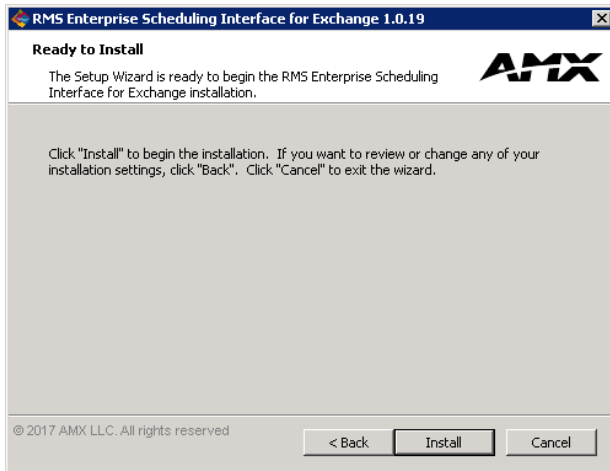 RMS Enterprise Scheduling Interface for Exchange 1.0.19
Ready to Install
The Setup Wizard is ready to begin the RMS Enterprise Scheduling
Interface for Exchange installation.
AMX
Click "Install" to begin the installation.  If you want to review or change any of your
installation settings, click "Back".  Click "Cancel" to exit the wizard.
© 2017 AMX LLC. All rights reserved
< Back
Install
Cancel